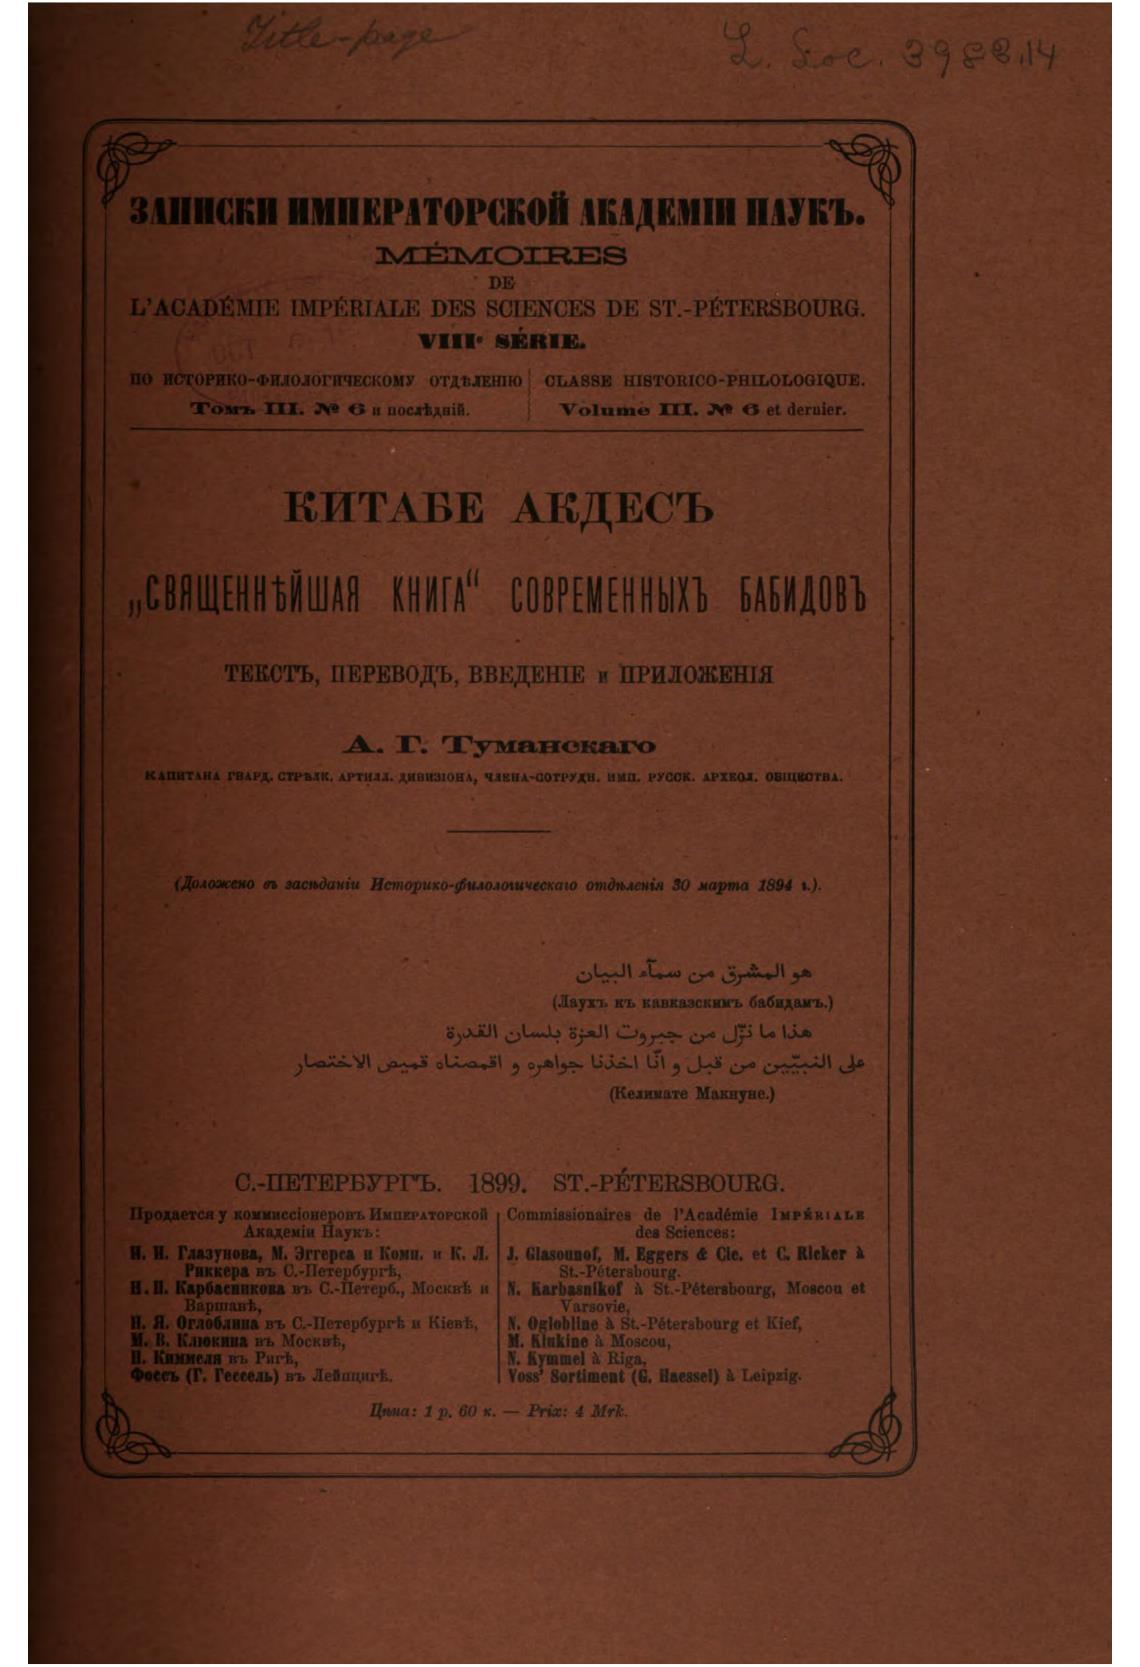 Title-page
L. Soc. 3983.14
ЗАПИСКИ ИМПЕРАТОРСКОЙ АКАДЕМІИ НАУКЪ.
MÉMOIRES
DE
L'ACADÉMIE IMPÉRIALE DES SCIENCES DE ST.-PÉTERSBOURG.
VIIIe SÉRIE.
ПО ИСТОРИКО-ФИЛОЛОГИЧЕСКОМУ ОТДѢЛЕНІЮ
Томъ III. № 6 и послѣдній.
CLASSE HISTORICO-PHILOLOGIQUE.
Volume III. № 6 et dernier.
КИТАБЕ АКДЕСЪ
„СВЯЩЕННѢЙШАЯ КНИГА“ СОВРЕМЕННЫХЪ БАБИДОВЪ
ТЕКСТЪ, ПЕРЕВОДЪ, ВВЕДЕНІЕ и ПРИЛОЖЕНІЯ
А. Г. Туманскаго
КАПИТАНА ГВАРД. СТРѢЛК. АРТИЛЛ. ДИВИЗІОНА, ЧЛЕНА-СОТРУДН. ИМП. РУССК. АРХЕОЛ. ОБЩЕСТВА.
(Доложено въ засѣданіи Историко-филологическаго отдѣленія 30 марта 1894 г.).
هو المشرق من سمآء البيان
(Лаухъ къ кавказскимъ бабидамъ.)
هذا ما نزّل من جبروت العزة بلسان القدرة
على النبيّين من قبل و انّا اخذنا جواهره و اقمصناه قميص الاختصار
(Келимате Макнуне.)
С.-ПЕТЕРБУРГЪ. 1899. ST.-PÉTERSBOURG.
Продается у коммиссіонеровъ ИМПЕРАТОРСКОЙ
Академіи Наукъ:
И. И. Глазунова, М. Эггерса и Комп. и К. Л.
Риккера въ С.-Петербургѣ,
Н. П. Карбасникова въ С.-Петерб., Москвѣ и
Варшавѣ,
Н. Я. Оглоблина въ С.-Петербургѣ и Кіевѣ,
М. В. Клюкина въ Москвѣ,
Н. Киммеля въ Ригѣ,
Фоссъ (Г. Гессель) въ Лейпцигѣ.
Commissionaires de l'Académie IMPÉRIALE
des Sciences:
J. Glasounof, M. Eggers & Cie. et C. Ricker à
St.-Pétersbourg.
N. Karbasnikof à St.-Pétersbourg, Moscou et
Varsovie,
N. Oglobline à St.-Pétersbourg et Kief,
M. Klukine à Moscou,
N. Kymmel à Riga,
Voss' Sortiment (G. Haessel) à Leipzig.
Цѣна: 1 р. 60 к. — Prix: 4 Mrk.